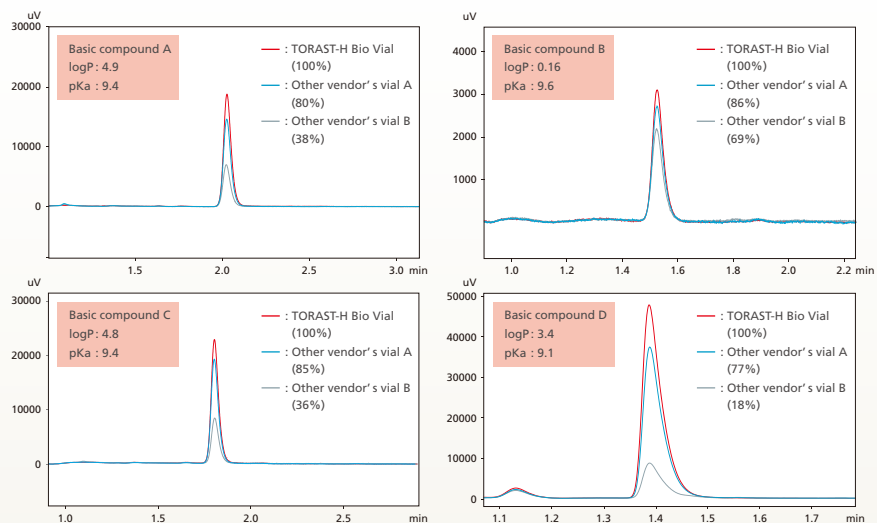 uV
30000
20000
10000
0
1.5
2.0
2.5
3.0
min
Basic compound A
logP : 4.9
pKa : 9.4
: TORAST-H Bio Vial
(100%)
: Other vendor's vial A
(80%)
: Other vendor's vial B
(38%)
uV
4000
3000
2000
1000
0
1.0
1.2
1.4
1.6
1.8
2.0
2.2
min
Basic compound B
logP : 0.16
pKa : 9.6
: TORAST-H Bio Vial
(100%)
: Other vendor's vial A
(86%)
: Other vendor's vial B
(69%)
uV
30000
20000
10000
0
1.0
2.0
2.5
min
Basic compound C
logP : 4.8
pKa : 9.4
: TORAST-H Bio Vial
(100%)
: Other vendor's vial A
(85%)
: Other vendor's vial B
(36%)
uV
50000
40000
30000
20000
10000
0
1.1
1.2
1.3
1.4
1.5
1.6
1.7
min
Basic compound D
logP : 3.4
pKa : 9.1
: TORAST-H Bio Vial
(100%)
: Other vendor's vial A
(77%)
: Other vendor's vial B
(18%)